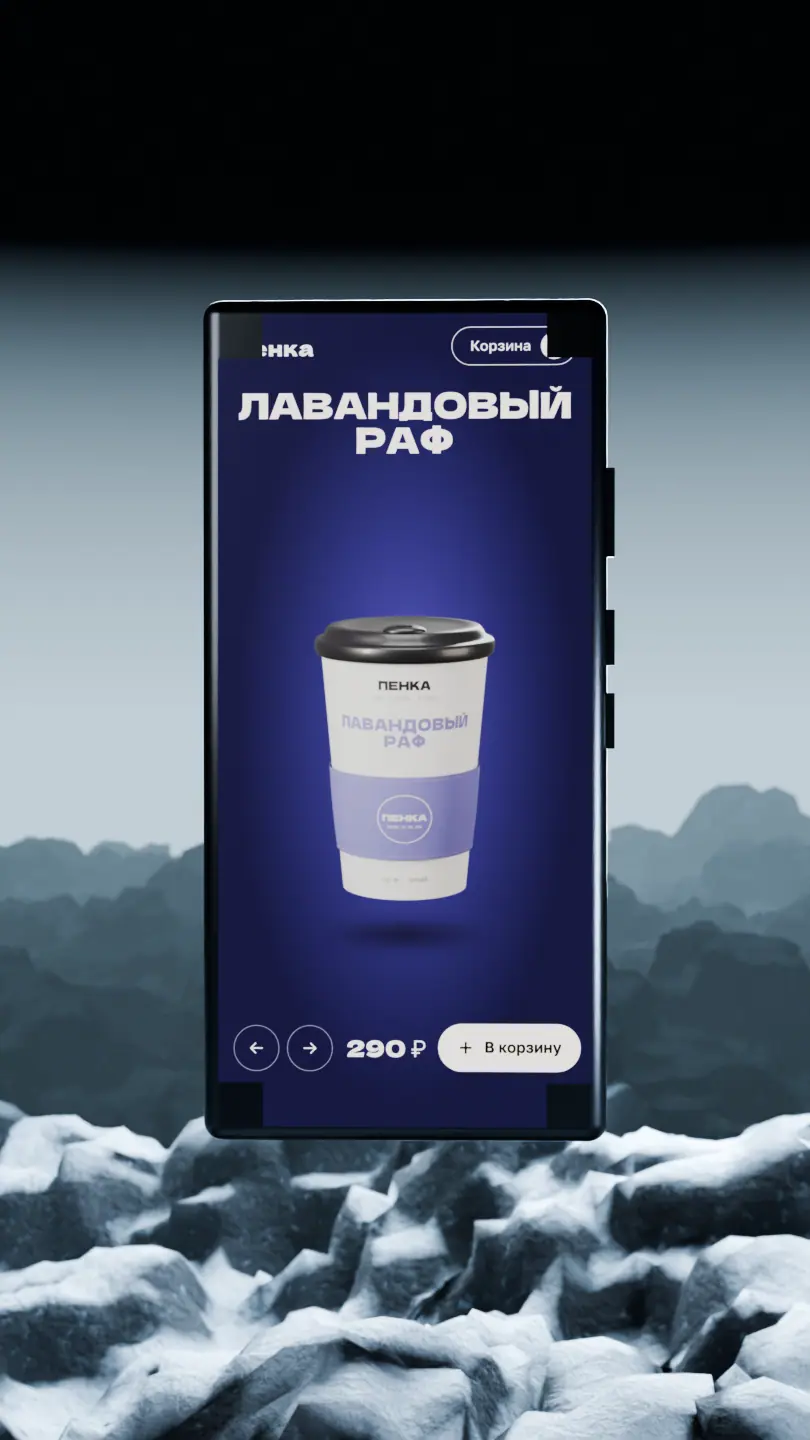 енка
Корзина
ЛАВАНДОВЫЙ
РАФ
ПЕНКА
ЛАВАНДОВЫЙ
РАФ
ПЕНКА
290 ₽
+ В корзину